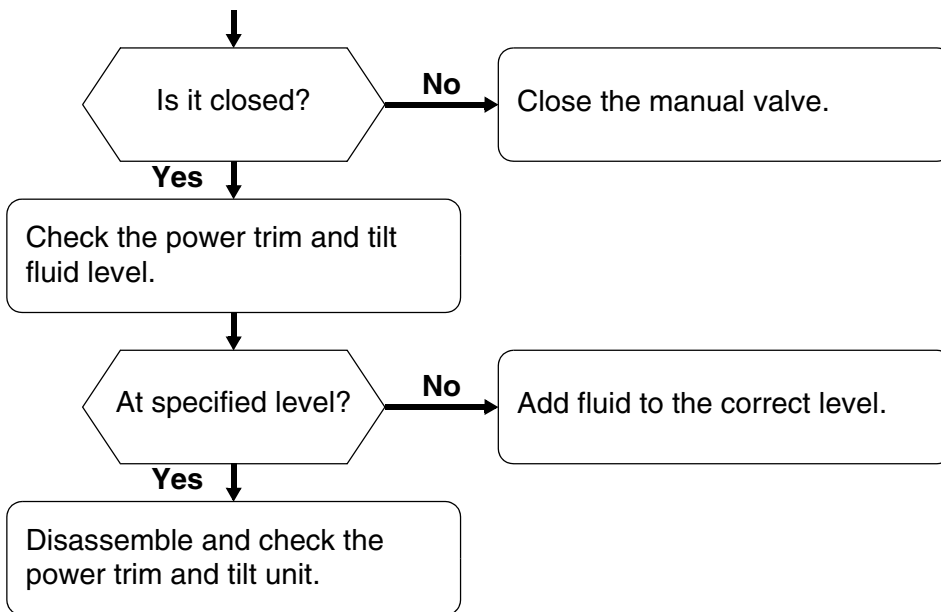 Is it closed?
No
Close the manual valve.
Yes
Check the power trim and tilt
fluid level.
At specified level?
No
Add fluid to the correct level.
Yes
Disassemble and check the
power trim and tilt unit.